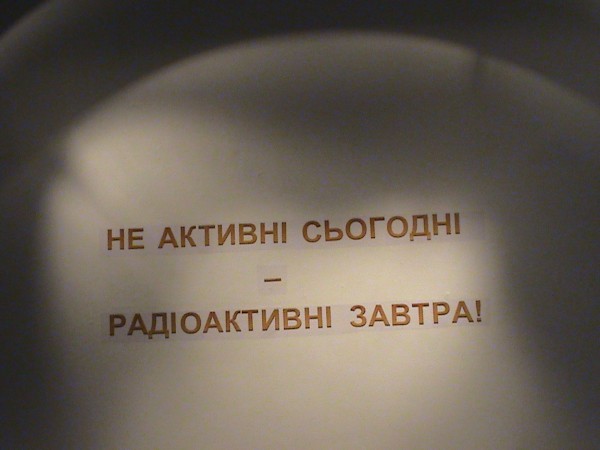 НЕ АКТИВНІ СЬОГОДНІ
–
РАДІОАКТИВНІ ЗАВТРА!